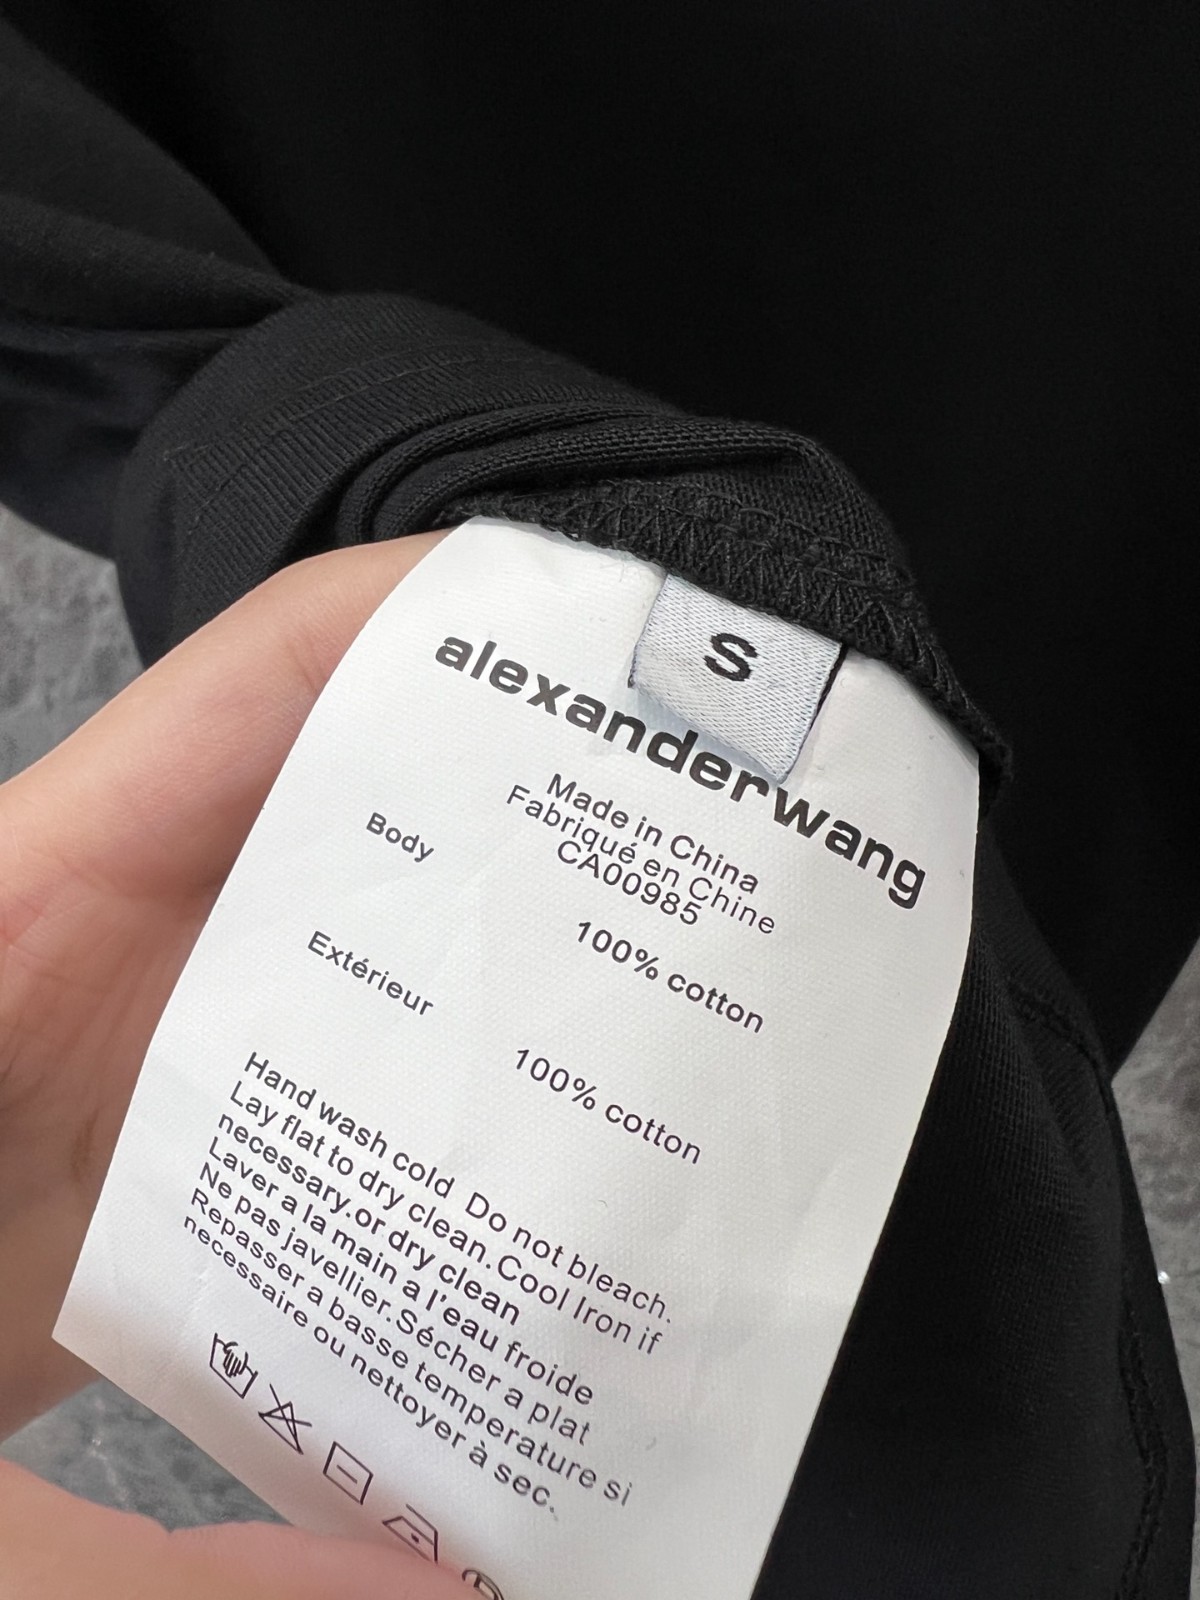 S
alexanderwang
Made in China
Fabriqué en Chine
CA00985
Body
100% cotton
Extérieur
100% cotton
Hand wash cold Do not bleach.
Lay flat to dry clean.Cool Iron if
necessary.or dry clean
Laver a la main a l'eau froide
Ne pas javellier.Sécher a plat
Repasser a basse temperature si
necessaire ou nettoyer à sec.